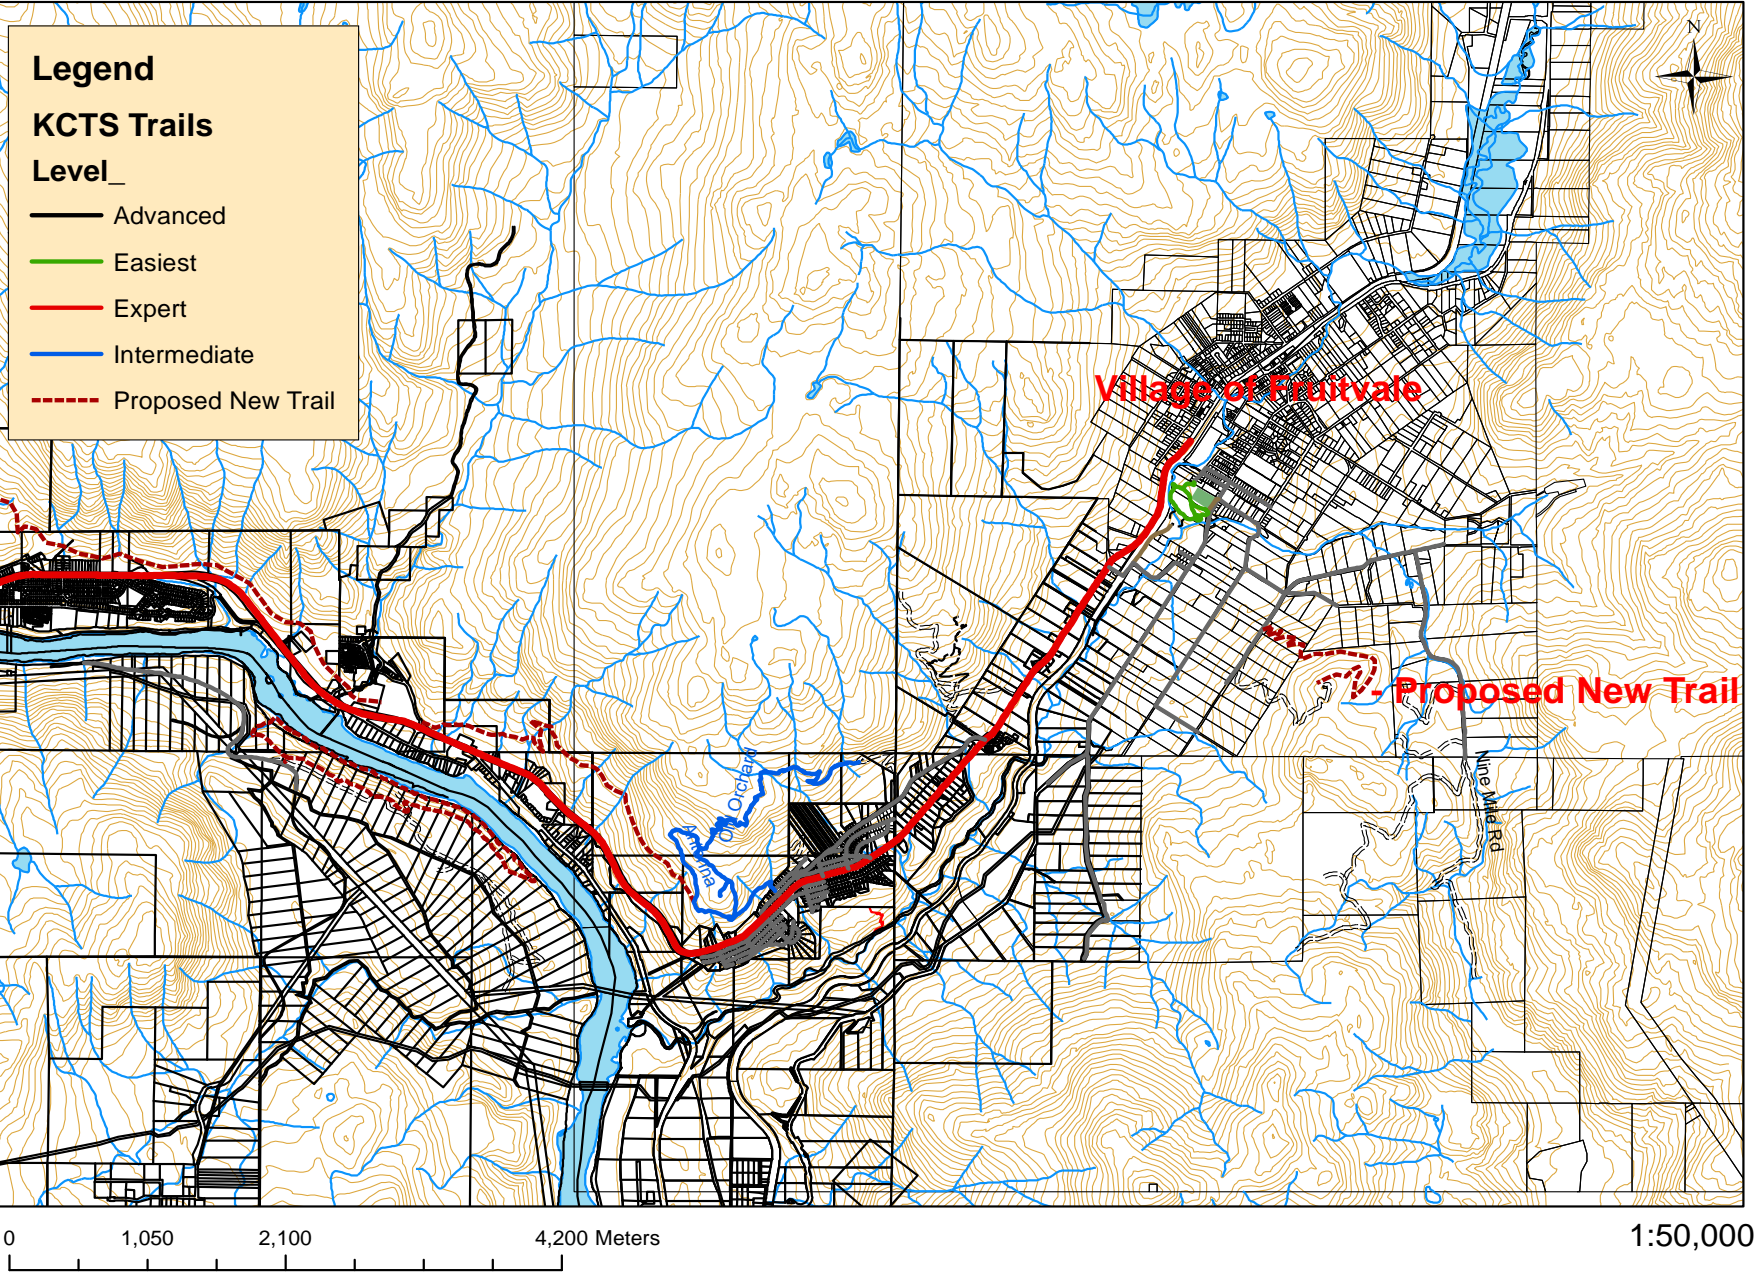 Legend
KCTS Trails
Level_
Advanced
Easiest
Expert
Intermediate
Proposed New Trail
N
Village of Fruitvale
- Proposed New Trail
Nine Mile Rd
Orchard
0 1,050 2,100 4,200 Meters
1:50,000